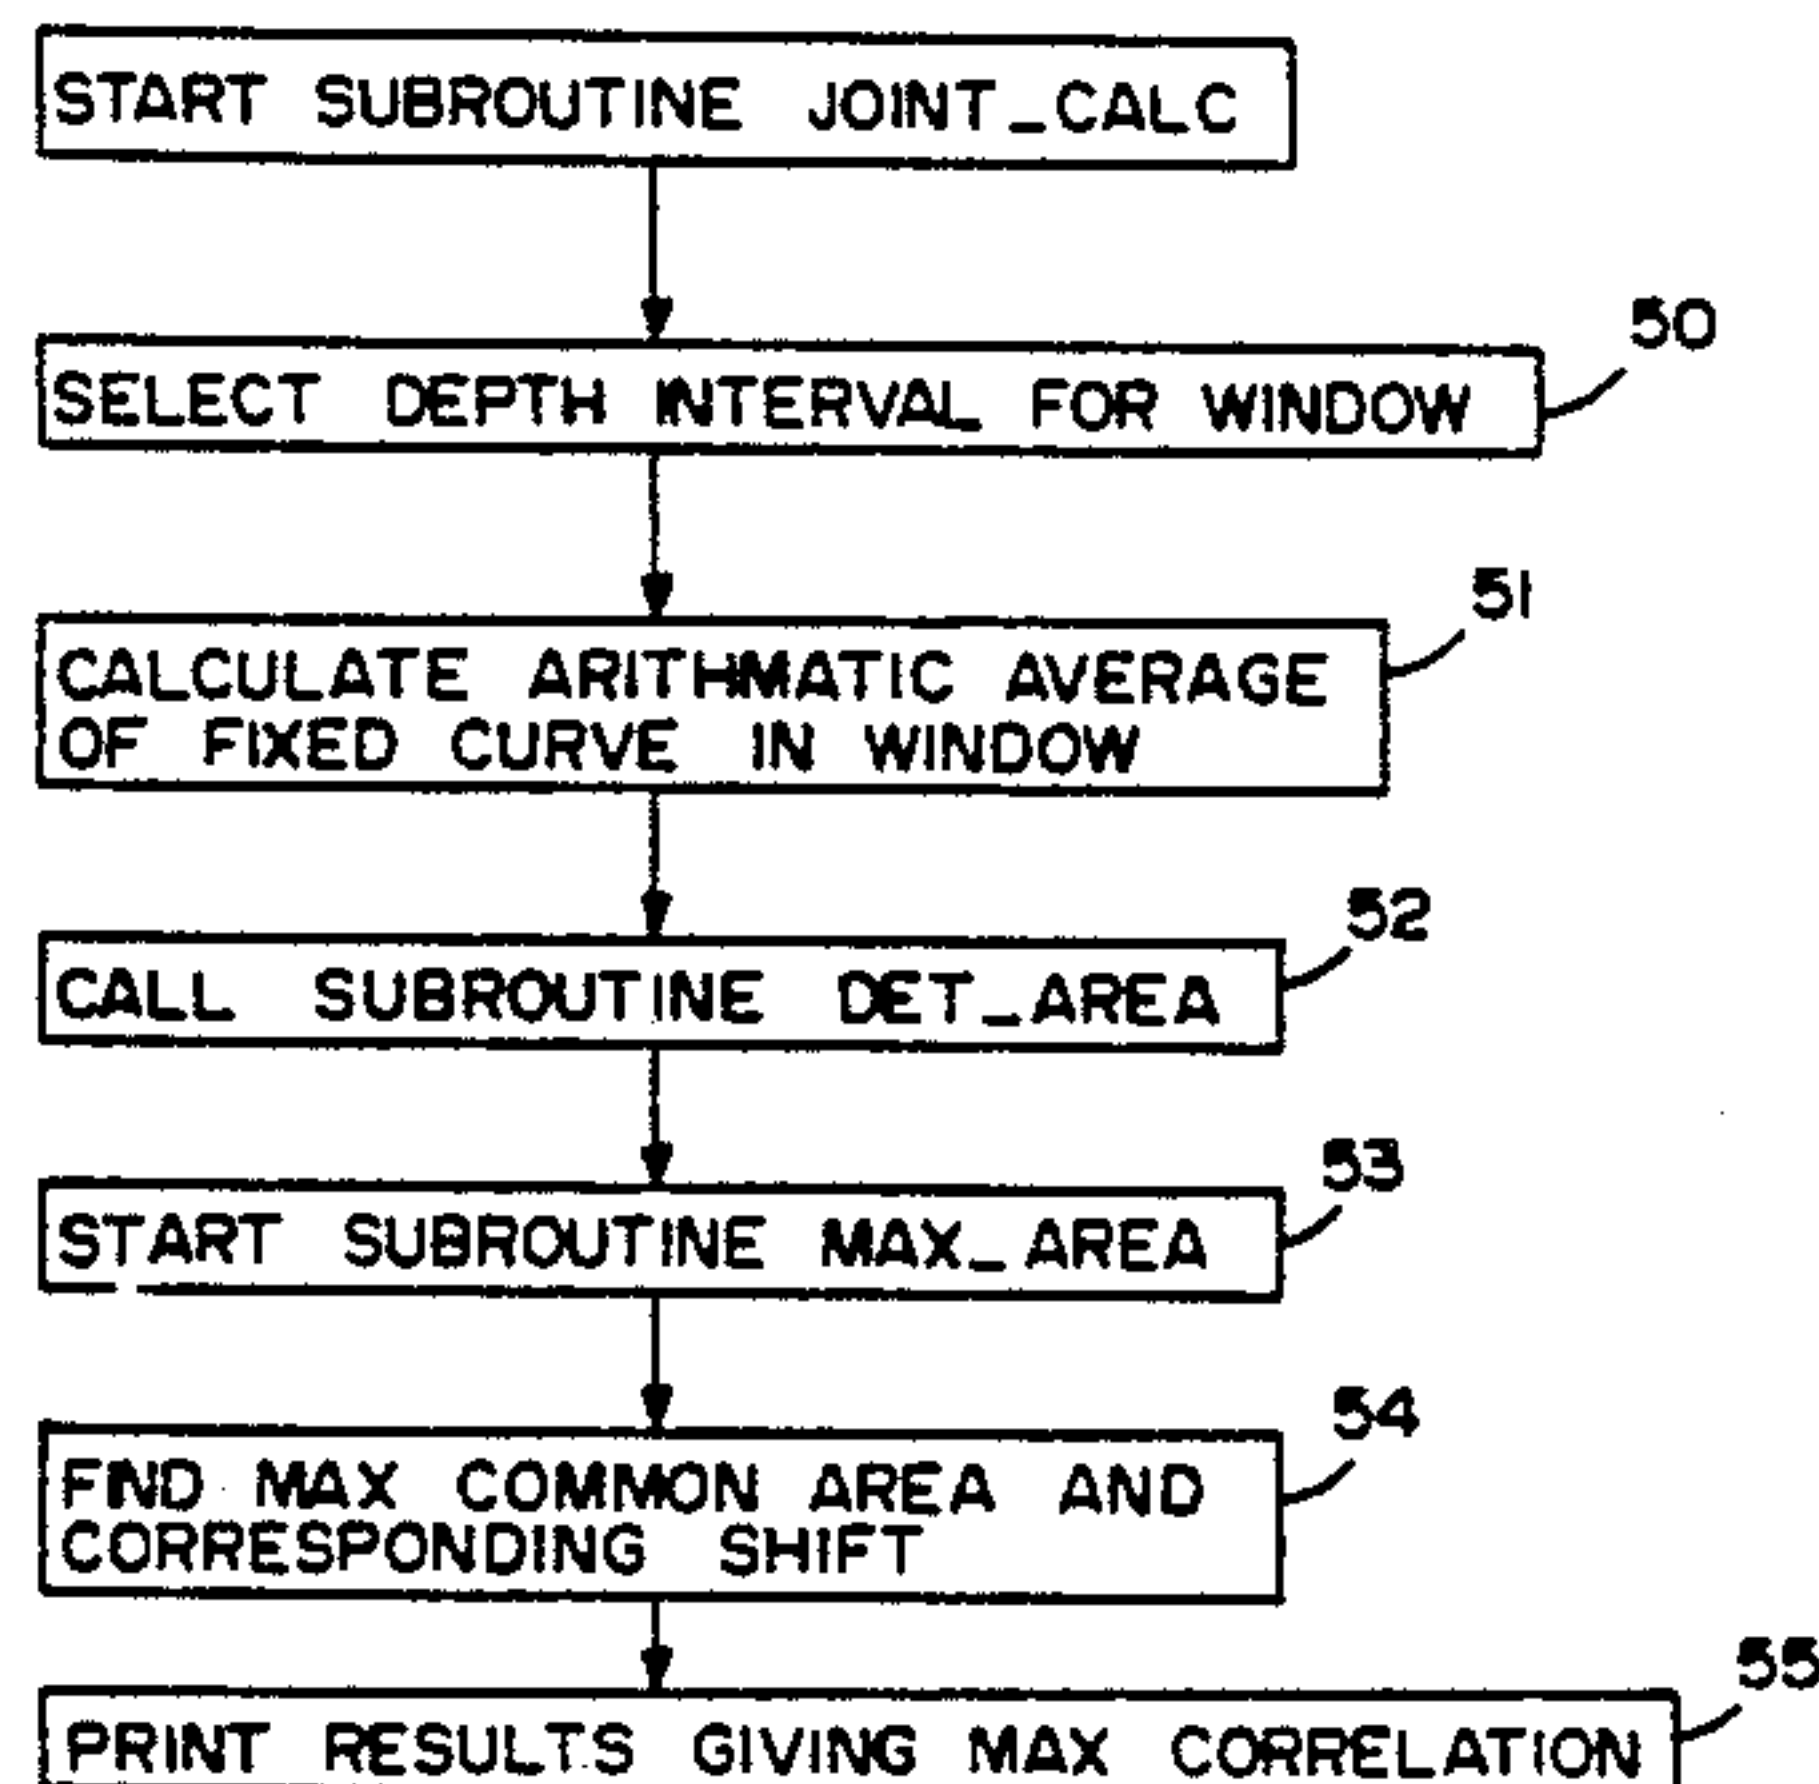 START SUBROUTINE JOINT_CALC
50
SELECT DEPTH INTERVAL FOR WINDOW
51
CALCULATE ARITHMATIC AVERAGE
OF FIXED CURVE IN WINDOW
52
CALL SUBROUTINE DET_AREA
53
START SUBROUTINE MAX_AREA
54
FIND MAX COMMON AREA AND
CORRESPONDING SHIFT
55
PRINT RESULTS GIVING MAX CORRELATION